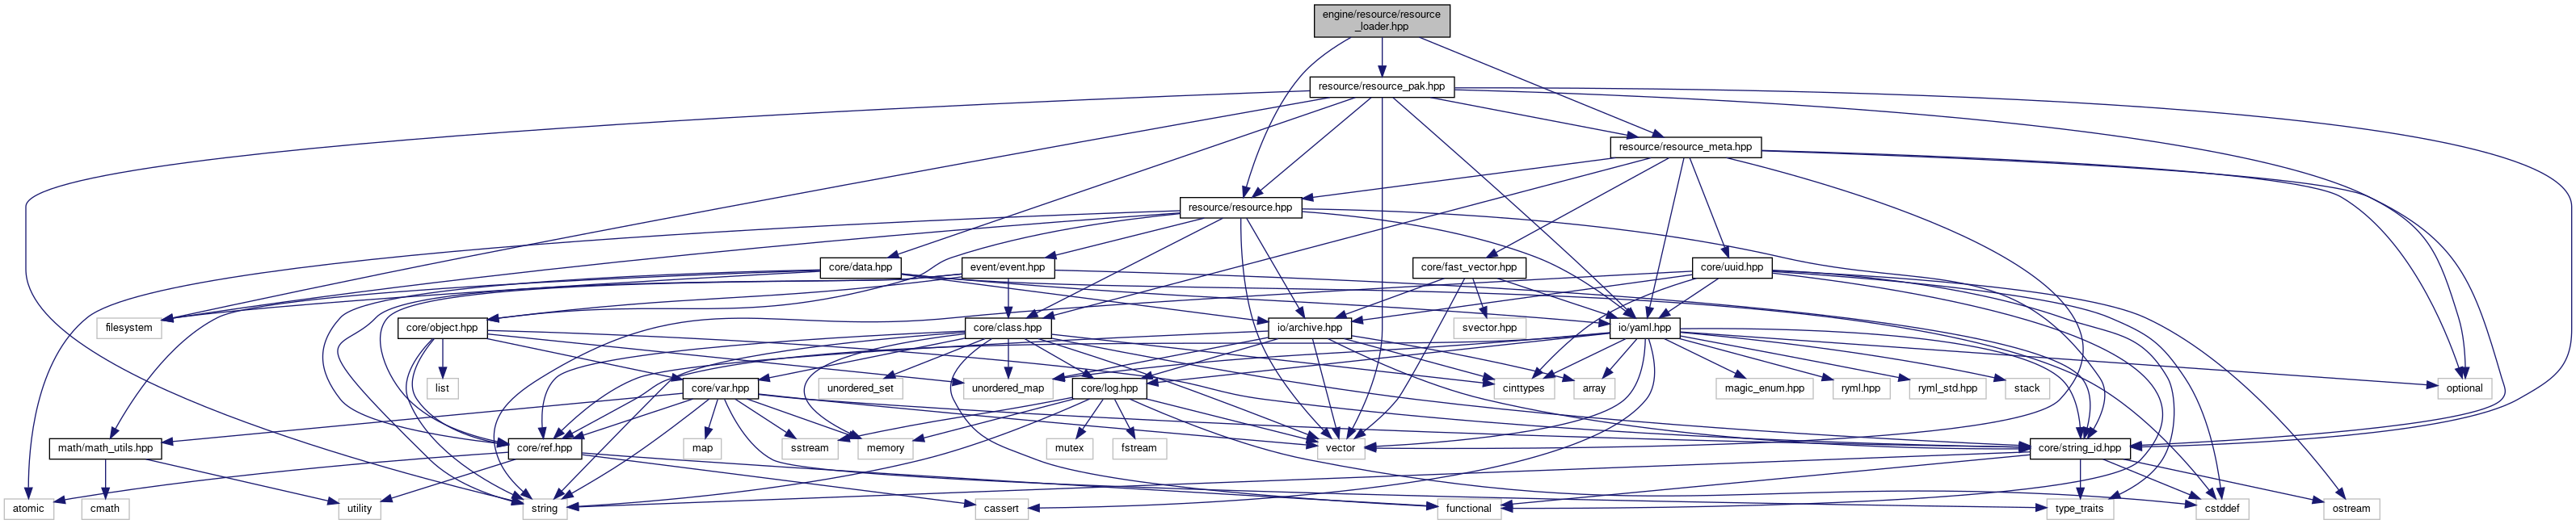 engine/resource/resource
_loader.hpp
resource/resource_pak.hpp
resource/resource_meta.hpp
resource/resource.hpp
core/data.hpp
event/event.hpp
core/fast_vector.hpp
core/uuid.hpp
filesystem
core/object.hpp
core/class.hpp
io/archive.hpp
svector.hpp
io/yaml.hpp
list
core/var.hpp
unordered_set
unordered_map
core/log.hpp
cinttypes
array
magic_enum.hpp
ryml.hpp
ryml_std.hpp
stack
optional
math/math_utils.hpp
core/ref.hpp
map
sstream
memory
mutex
fstream
vector
core/string_id.hpp
atomic
cmath
utility
string
cassert
functional
type_traits
cstddef
ostream